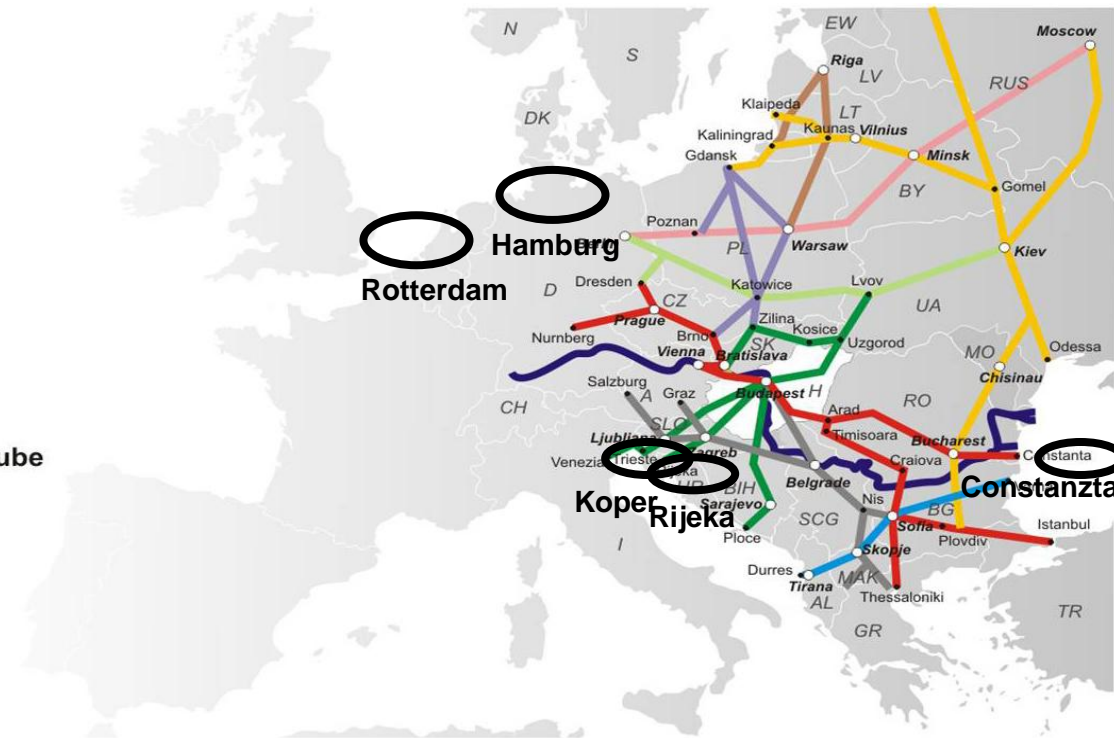 N
EW
Moscow
S
Riga
LV
RUS
Klaipeda
LT
DK
Kaliningrad
Kaunas
Vilnius
Minsk
Gdansk
BY
Gomel
Poznan
Hamburg
PL
Warsaw
Kiev
Rotterdam
D
Dresden
Katowice
Lvov
CZ
UA
Prague
Zilina
Nurnberg
Brno
Kosice
SK
Uzgorod
Vienna
Bratislava
MO
Odessa
Chisinau
Salzburg
A
Graz
Budapest
H
RO
CH
SLO
Arad
Ljubljana
Timisoara
Bucharest
Zagreb
ube
Venezia
Trieste
Craiova
Constanta
HR
BIH
Belgrade
Constanzta
Koper
Rijeka
Sarajevo
Nis
BG
SCG
Sofia
Istanbul
I
Ploce
Plovdiv
Skopje
Durres
Tirana
MAK
Thessaloniki
AL
TR
GR